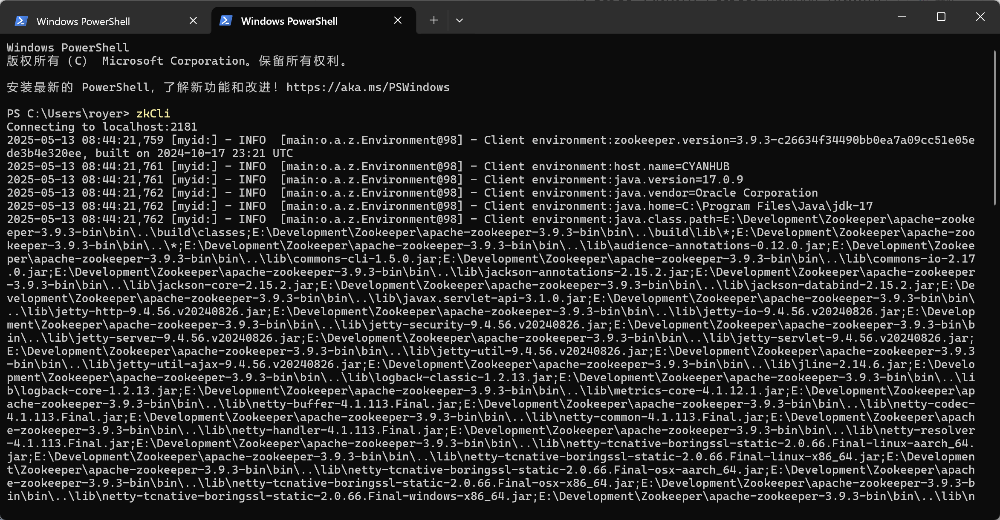 Windows PowerShell
Windows PowerShell
Windows PowerShell
版权所有（C） Microsoft Corporation。保留所有权利。
安装最新的 PowerShell，了解新功能和改进！https://aka.ms/PSWindows
PS C:\Users\royer> zkCli
Connecting to localhost:2181
2025-05-13 08:44:21,759 [myid:] - INFO  [main:o.a.z.Environment@98] - Client environment:zookeeper.version=3.9.3-c26634f34490bb0ea7a09cc51e05e
de3b4e320ee, built on 2024-10-17 23:21 UTC
2025-05-13 08:44:21,761 [myid:] - INFO  [main:o.a.z.Environment@98] - Client environment:host.name=CYANHUB
2025-05-13 08:44:21,761 [myid:] - INFO  [main:o.a.z.Environment@98] - Client environment:java.version=17.0.9
2025-05-13 08:44:21,762 [myid:] - INFO  [main:o.a.z.Environment@98] - Client environment:java.vendor=Oracle Corporation
2025-05-13 08:44:21,762 [myid:] - INFO  [main:o.a.z.Environment@98] - Client environment:java.home=C:\Program Files\Java\jdk-17
2025-05-13 08:44:21,762 [myid:] - INFO  [main:o.a.z.Environment@98] - Client environment:java.class.path=E:\Development\Zookeeper\apache-zooke
eper-3.9.3-bin\bin\..\build\classes;E:\Development\Zookeeper\apache-zookeeper-3.9.3-bin\bin\..\build\lib\*;E:\Development\Zookeeper\apache-zoo
keeper-3.9.3-bin\bin\..\*;E:\Development\Zookeeper\apache-zookeeper-3.9.3-bin\bin\..\lib\audience-annotations-0.12.0.jar;E:\Development\Zookee
per\apache-zookeeper-3.9.3-bin\bin\..\lib\commons-cli-1.5.0.jar;E:\Development\Zookeeper\apache-zookeeper-3.9.3-bin\bin\..\lib\commons-io-2.17
.0.jar;E:\Development\Zookeeper\apache-zookeeper-3.9.3-bin\bin\..\lib\jackson-annotations-2.15.2.jar;E:\Development\Zookeeper\apache-zookeeper
-3.9.3-bin\bin\..\lib\jackson-core-2.15.2.jar;E:\Development\Zookeeper\apache-zookeeper-3.9.3-bin\bin\..\lib\jackson-databind-2.15.2.jar;E:\De
velopment\Zookeeper\apache-zookeeper-3.9.3-bin\bin\..\lib\javax.servlet-api-3.1.0.jar;E:\Development\Zookeeper\apache-zookeeper-3.9.3-bin\bin\
..\lib\jetty-http-9.4.56.v20240826.jar;E:\Development\Zookeeper\apache-zookeeper-3.9.3-bin\bin\..\lib\jetty-io-9.4.56.v20240826.jar;E:\Develop
ment\Zookeeper\apache-zookeeper-3.9.3-bin\bin\..\lib\jetty-security-9.4.56.v20240826.jar;E:\Development\Zookeeper\apache-zookeeper-3.9.3-bin\b
in\..\lib\jetty-server-9.4.56.v20240826.jar;E:\Development\Zookeeper\apache-zookeeper-3.9.3-bin\bin\..\lib\jetty-servlet-9.4.56.v20240826.jar;
E:\Development\Zookeeper\apache-zookeeper-3.9.3-bin\bin\..\lib\jetty-util-9.4.56.v20240826.jar;E:\Development\Zookeeper\apache-zookeeper-3.9.3
-bin\bin\..\lib\jetty-util-ajax-9.4.56.v20240826.jar;E:\Development\Zookeeper\apache-zookeeper-3.9.3-bin\bin\..\lib\jline-2.14.6.jar;E:\Develo
pment\Zookeeper\apache-zookeeper-3.9.3-bin\bin\..\lib\logback-classic-1.2.13.jar;E:\Development\Zookeeper\apache-zookeeper-3.9.3-bin\bin\..\li
b\logback-core-1.2.13.jar;E:\Development\Zookeeper\apache-zookeeper-3.9.3-bin\bin\..\lib\metrics-core-4.1.12.1.jar;E:\Development\Zookeeper\ap
ache-zookeeper-3.9.3-bin\bin\..\lib\netty-buffer-4.1.113.Final.jar;E:\Development\Zookeeper\apache-zookeeper-3.9.3-bin\bin\..\lib\netty-codec-
4.1.113.Final.jar;E:\Development\Zookeeper\apache-zookeeper-3.9.3-bin\bin\..\lib\netty-common-4.1.113.Final.jar;E:\Development\Zookeeper\apach
e-zookeeper-3.9.3-bin\bin\..\lib\netty-handler-4.1.113.Final.jar;E:\Development\Zookeeper\apache-zookeeper-3.9.3-bin\bin\..\lib\netty-resolver
-4.1.113.Final.jar;E:\Development\Zookeeper\apache-zookeeper-3.9.3-bin\bin\..\lib\netty-tcnative-boringssl-static-2.0.66.Final-linux-aarch_64.
jar;E:\Development\Zookeeper\apache-zookeeper-3.9.3-bin\bin\..\lib\netty-tcnative-boringssl-static-2.0.66.Final-linux-x86_64.jar;E:\Developmen
t\Zookeeper\apache-zookeeper-3.9.3-bin\bin\..\lib\netty-tcnative-boringssl-static-2.0.66.Final-osx-aarch_64.jar;E:\Development\Zookeeper\apach
e-zookeeper-3.9.3-bin\bin\..\lib\netty-tcnative-boringssl-static-2.0.66.Final-osx-x86_64.jar;E:\Development\Zookeeper\apache-zookeeper-3.9.3-b
in\bin\..\lib\netty-tcnative-boringssl-static-2.0.66.Final-windows-x86_64.jar;E:\Development\Zookeeper\apache-zookeeper-3.9.3-bin\bin\..\lib\n